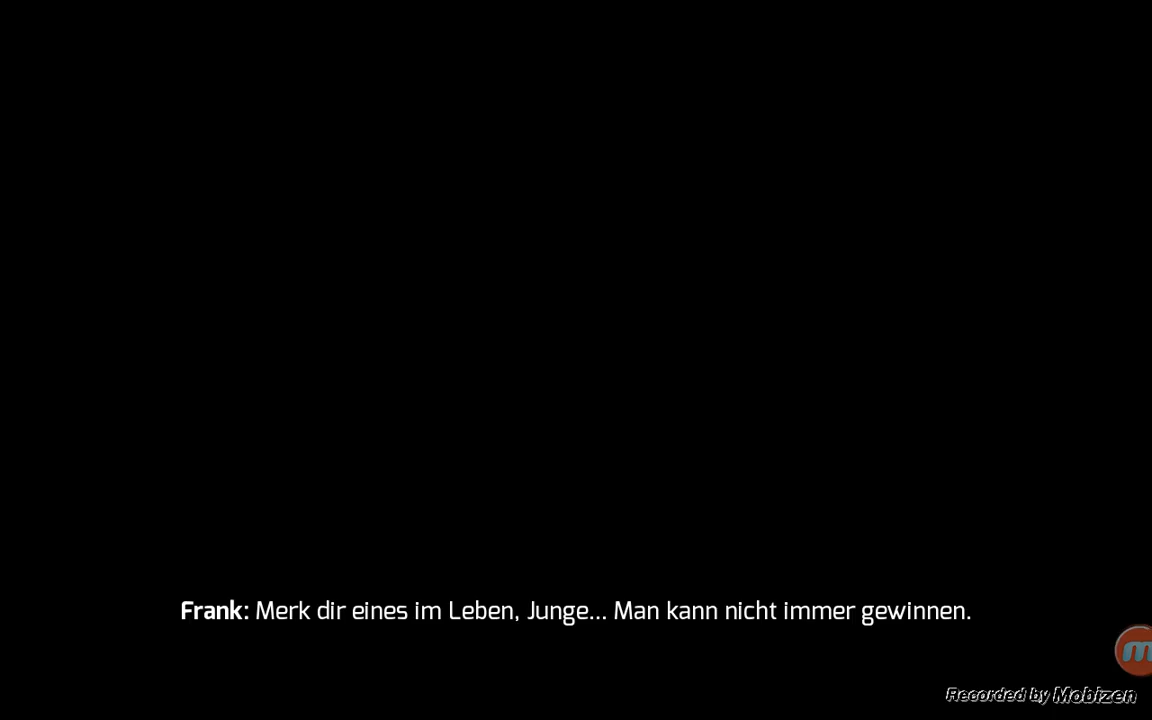 Frank: Merk dir eines im Leben, Junge... Man kann nicht immer gewinnen.
m
Recorded by Mobizen